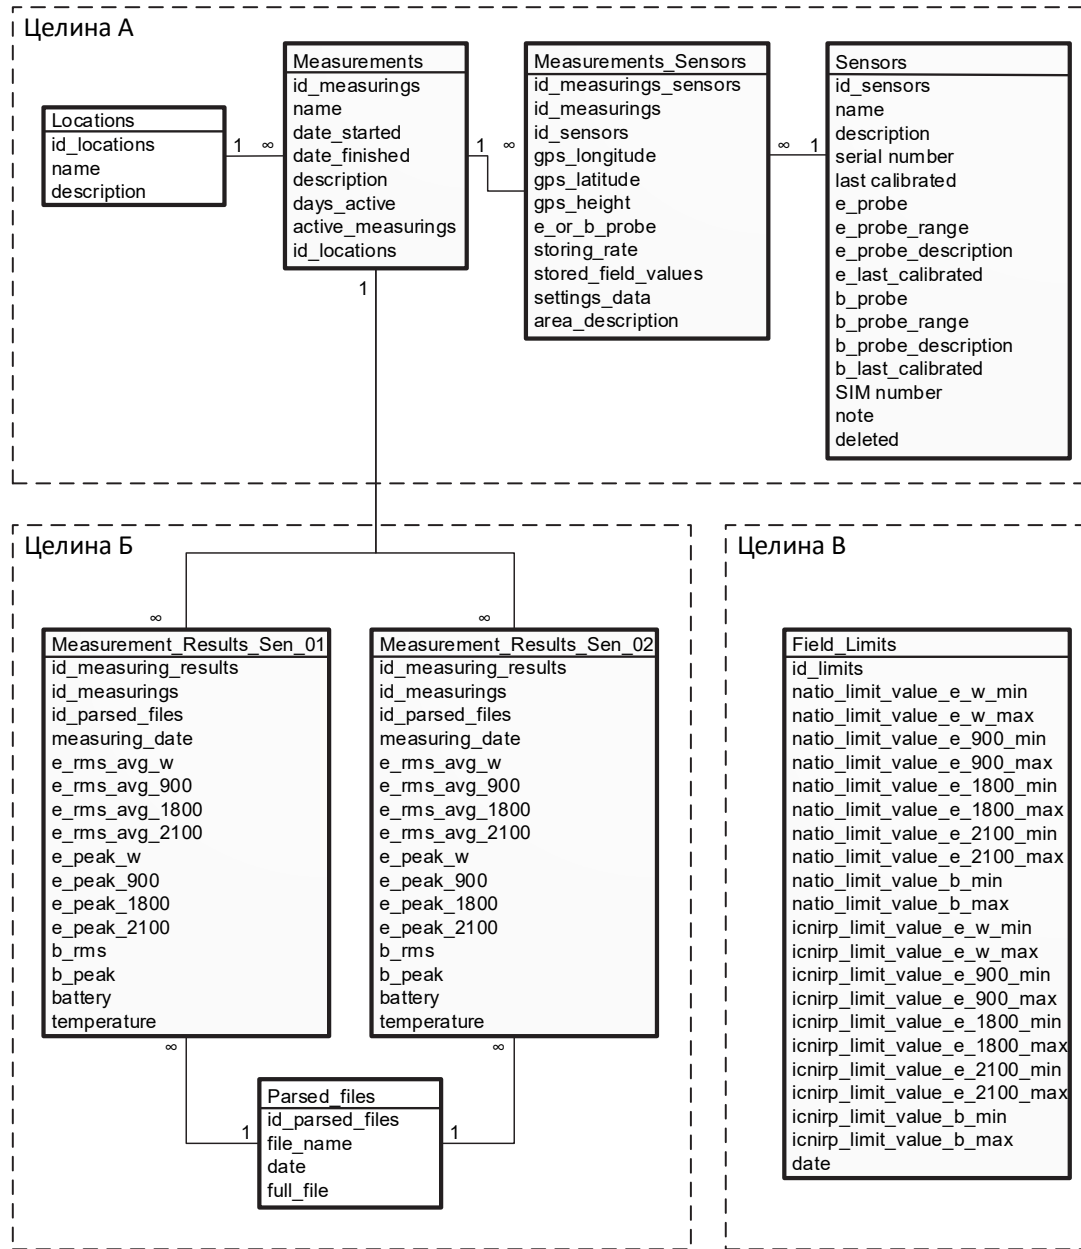 Целина А
Locations
id_locations
name
description
1
∞
Measurements
id_measurings
name
date_started
date_finished
description
days_active
active_measurings
id_locations
1
∞
Measurements_Sensors
id_measurings_sensors
id_measurings
id_sensors
gps_longitude
gps_latitude
gps_height
e_or_b_probe
storing_rate
stored_field_values
settings_data
area_description
∞
1
Sensors
id_sensors
name
description
serial number
last calibrated
e_probe
e_probe_range
e_probe_description
e_last_calibrated
b_probe
b_probe_range
b_probe_description
b_last_calibrated
SIM number
note
deleted
1
Целина Б
∞
∞
Measurement_Results_Sen_01
id_measuring_results
id_measurings
id_parsed_files
measuring_date
e_rms_avg_w
e_rms_avg_900
e_rms_avg_1800
e_rms_avg_2100
e_peak_w
e_peak_900
e_peak_1800
e_peak_2100
b_rms
b_peak
battery
temperature
Measurement_Results_Sen_02
id_measuring_results
id_measurings
id_parsed_files
measuring_date
e_rms_avg_w
e_rms_avg_900
e_rms_avg_1800
e_rms_avg_2100
e_peak_w
e_peak_900
e_peak_1800
e_peak_2100
b_rms
b_peak
battery
temperature
∞
∞
1
1
Parsed_files
id_parsed_files
file_name
date
full_file
Целина В
Field_Limits
id_limits
natio_limit_value_e_w_min
natio_limit_value_e_w_max
natio_limit_value_e_900_min
natio_limit_value_e_900_max
natio_limit_value_e_1800_min
natio_limit_value_e_1800_max
natio_limit_value_e_2100_min
natio_limit_value_e_2100_max
natio_limit_value_b_min
natio_limit_value_b_max
icnirp_limit_value_e_w_min
icnirp_limit_value_e_w_max
icnirp_limit_value_e_900_min
icnirp_limit_value_e_900_max
icnirp_limit_value_e_1800_min
icnirp_limit_value_e_1800_max
icnirp_limit_value_e_2100_min
icnirp_limit_value_e_2100_max
icnirp_limit_value_b_min
icnirp_limit_value_b_max
date